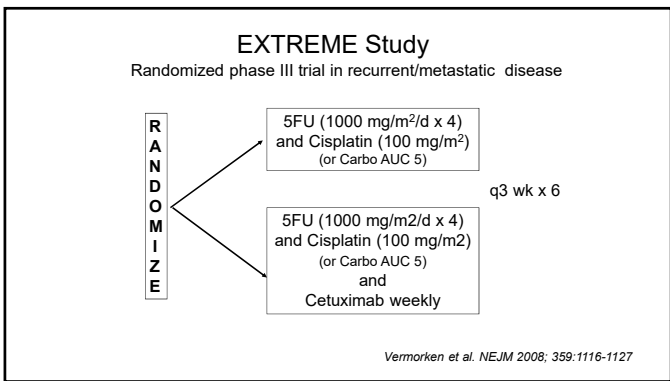 EXTREME Study
Randomized phase III trial in recurrent/metastatic disease
RANDOMIZE
5FU (1000 mg/m²/d x 4)
and Cisplatin (100 mg/m²)
(or Carbo AUC 5)
q3 wk x 6
5FU (1000 mg/m2/d x 4)
and Cisplatin (100 mg/m2)
(or Carbo AUC 5)
and
Cetuximab weekly
Vermorken et al. NEJM 2008; 359:1116-1127